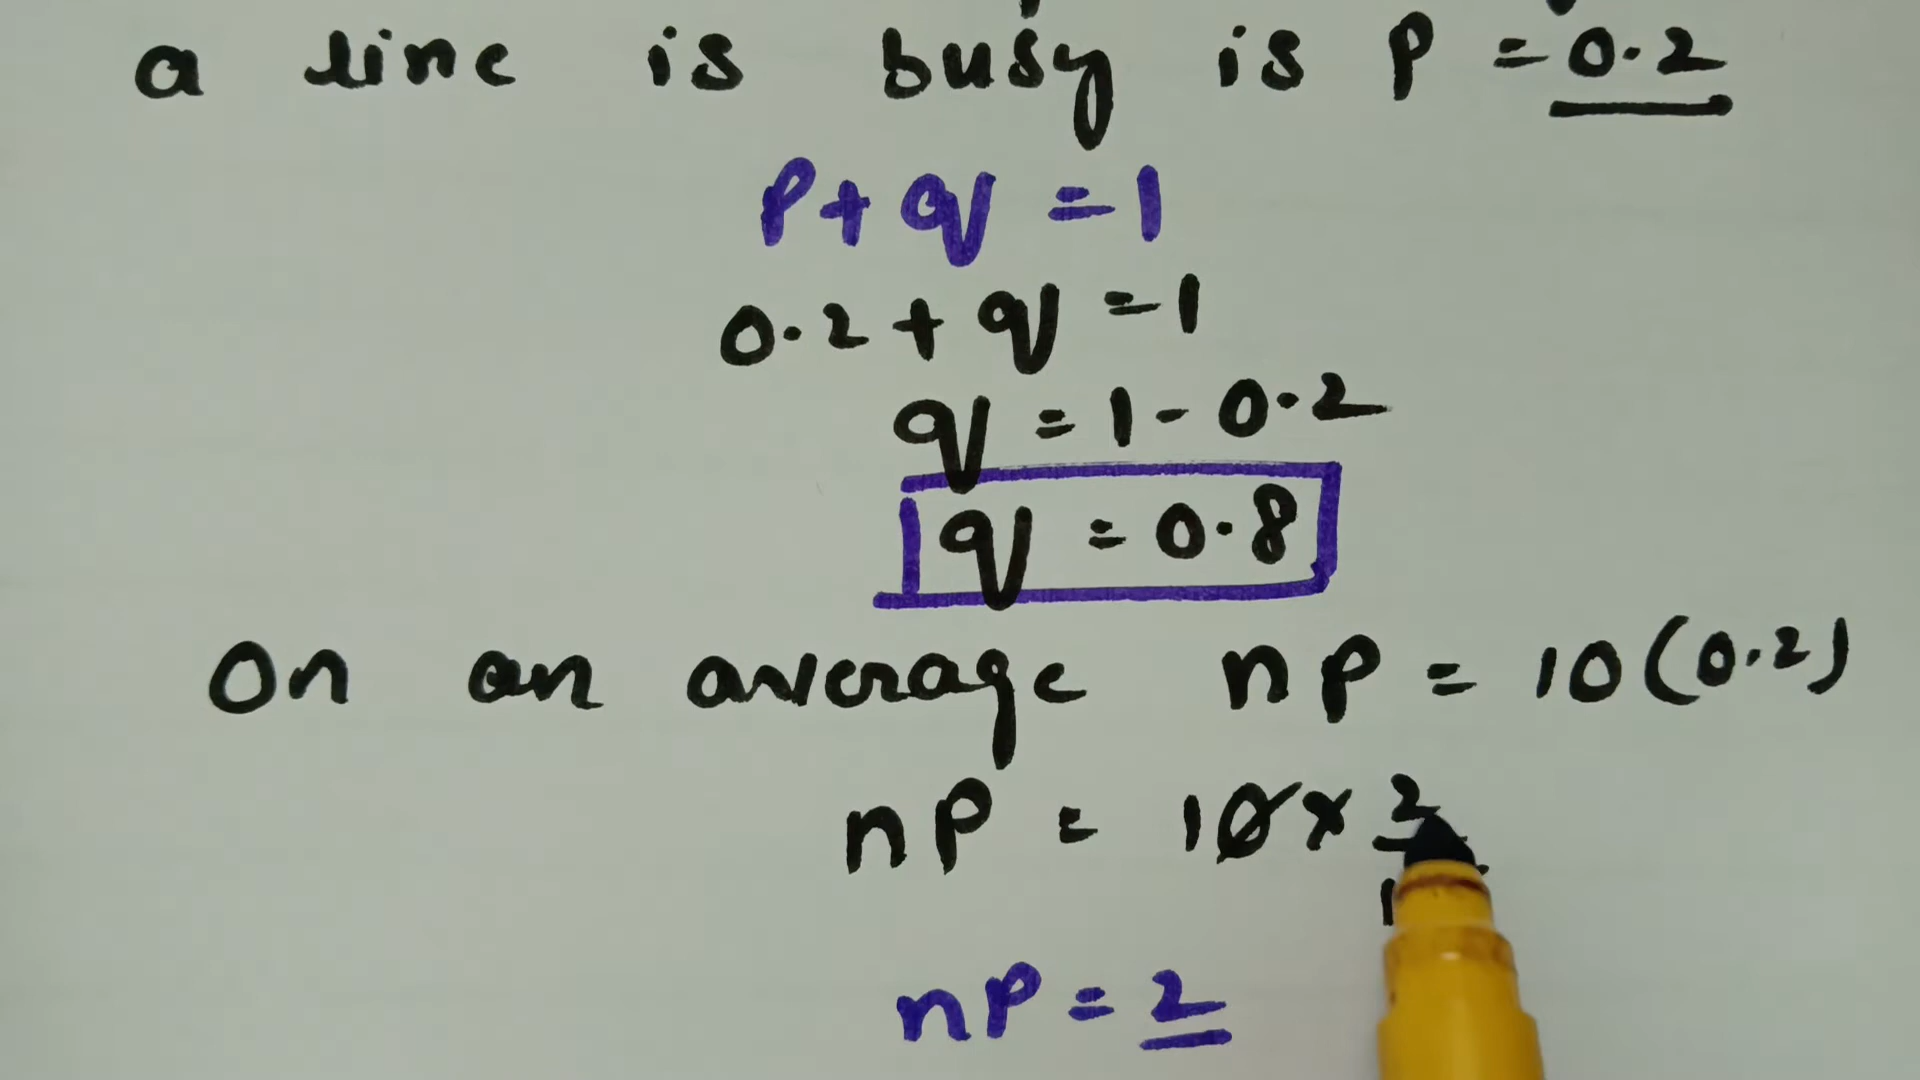 a line is busy is P = 0.2
P + q = 1
0.2 + q = 1
q = 1 - 0.2
q = 0.8
On an average np = 10(0.2)
np = 10 × 2
np = 2